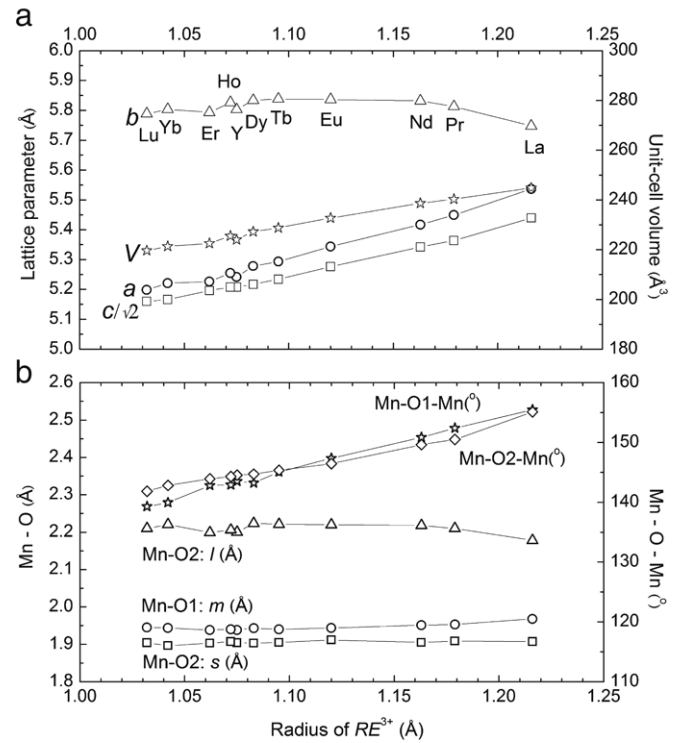 a
1.00 1.05 1.10 1.15 1.20 1.25
6.0 300
5.9
5.8 280
5.7
5.6 260
5.5
5.4 240
5.3 220
5.2 200
5.1
5.0 180
Lattice parameter (Å)
Unit-cell volume (Å³)
Ho
b
Lu Yb Er Y Dy Tb Eu Nd Pr La
V
a
c/√2
b
2.6 160
2.5 150
2.4
2.3 140
2.2
2.1 130
2.0 120
1.9
1.8 110
Mn - O (Å)
Mn - O - Mn (°)
Mn-O1-Mn(°)
Mn-O2-Mn(°)
Mn-O2: l (Å)
Mn-O1: m (Å)
Mn-O2: s (Å)
1.00 1.05 1.10 1.15 1.20 1.25
Radius of RE³⁺ (Å)